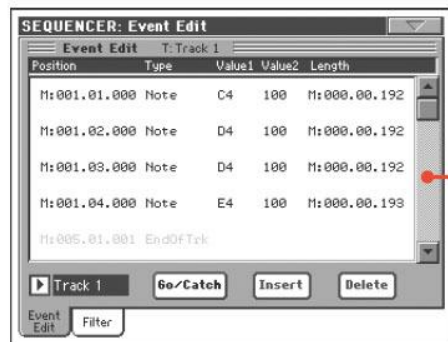 SEQUENCER: Event Edit
Event Edit T:Track 1
Position Type Value1 Value2 Length
M:001.01.000 Note C4 100 M:000.00.192
M:001.02.000 Note D4 100 M:000.00.192
M:001.03.000 Note D4 100 M:000.00.192
M:001.04.000 Note E4 100 M:000.00.193
M:005.01.001 EndOfTrk
Track 1 Go/Catch Insert Delete
Event Edit Filter